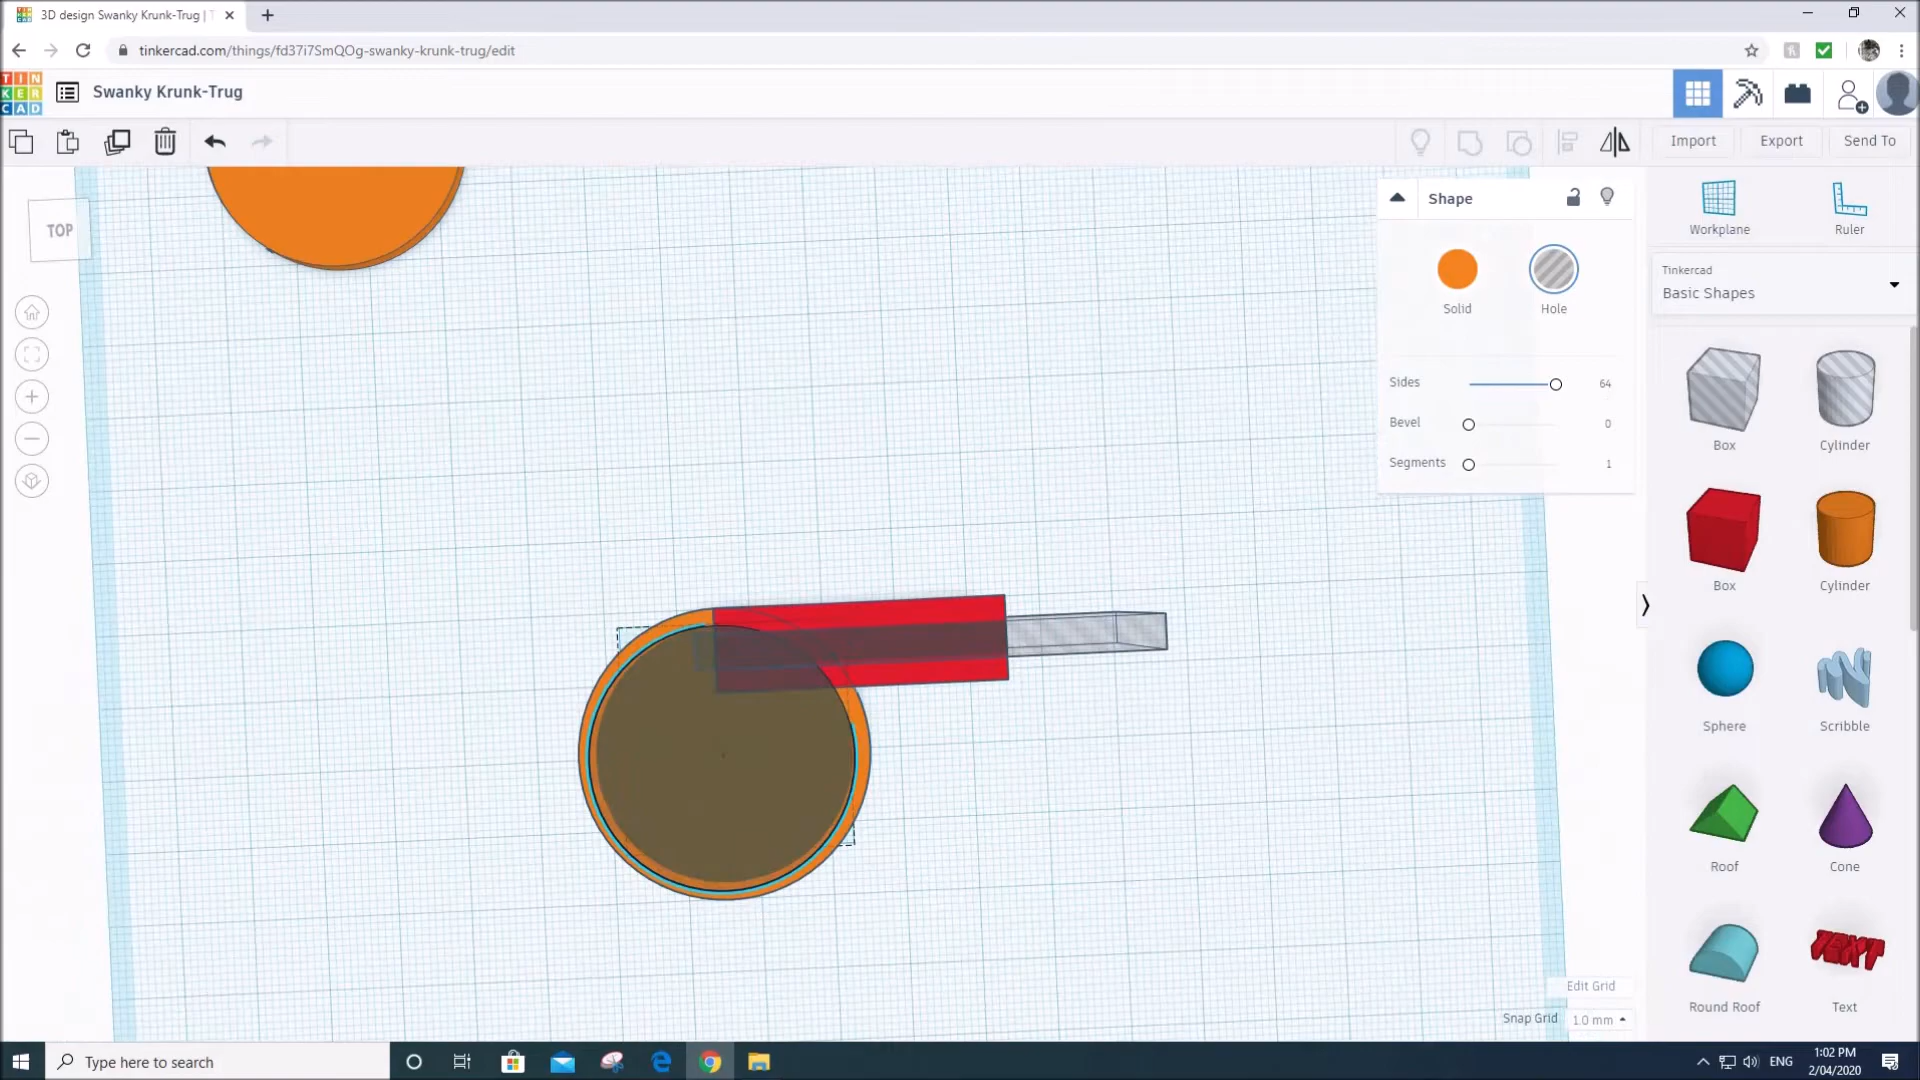 3D design Swanky Krunk-Trug | T
tinkercad.com/things/fd37i7SmQOg-swanky-krunk-trug/edit
TIN
KER
CAD
Swanky Krunk-Trug
Import
Export
Send To
TOP
Shape
Solid
Hole
Sides
64
Bevel
0
Segments
1
Workplane
Ruler
Tinkercad
Basic Shapes
Box
Cylinder
Box
Cylinder
Sphere
Scribble
Roof
Cone
Round Roof
Text
TEXT
Edit Grid
Snap Grid
1.0 mm
Type here to search
ENG
1:02 PM
2/04/2020